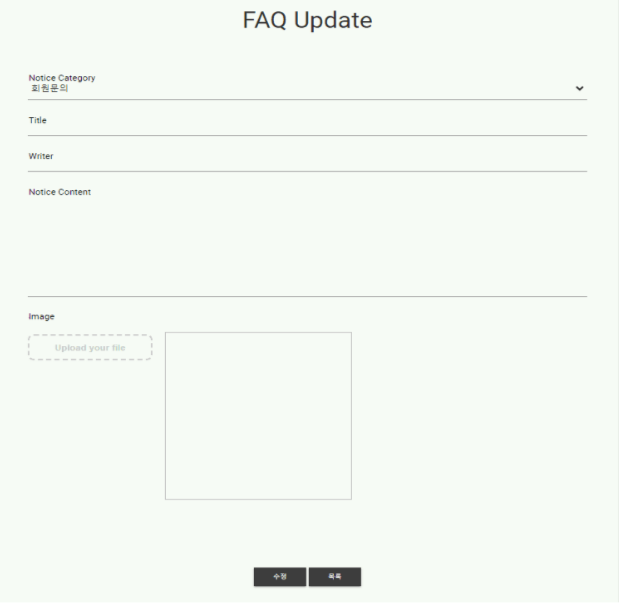 FAQ Update
Notice Category
회원문의
Title
Writer
Notice Content
Image
Upload your file
수정
목록